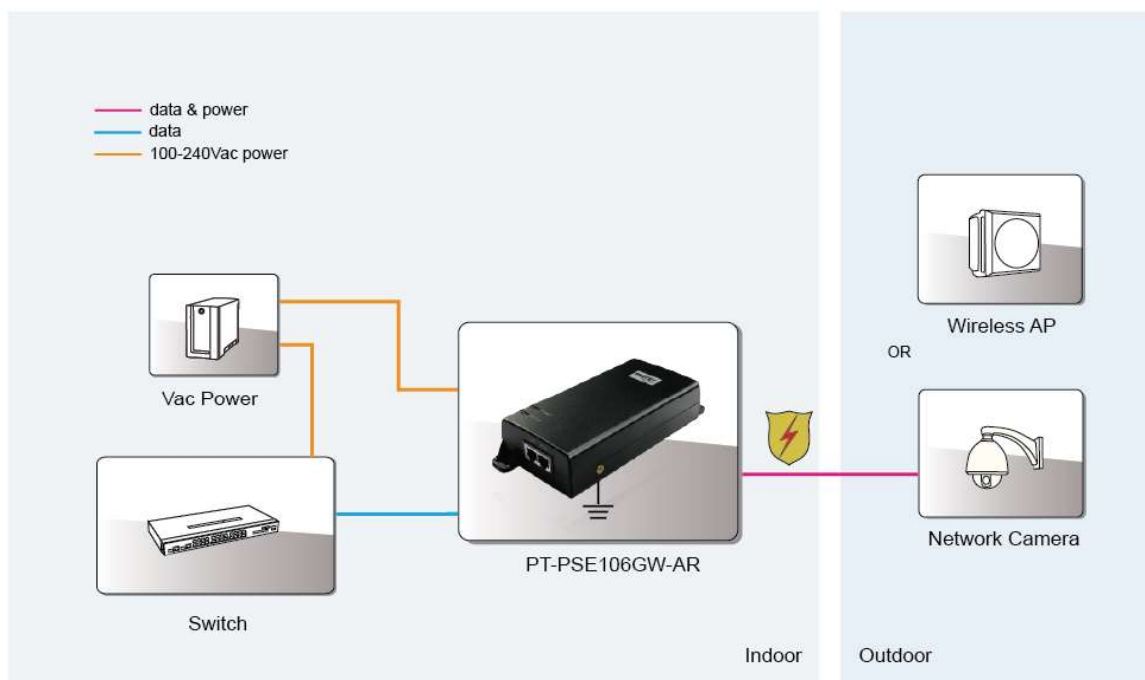 data & power
data
100-240Vac power
Vac Power
Switch
PT-PSE106GW-AR
Wireless AP
OR
Network Camera
Indoor
Outdoor